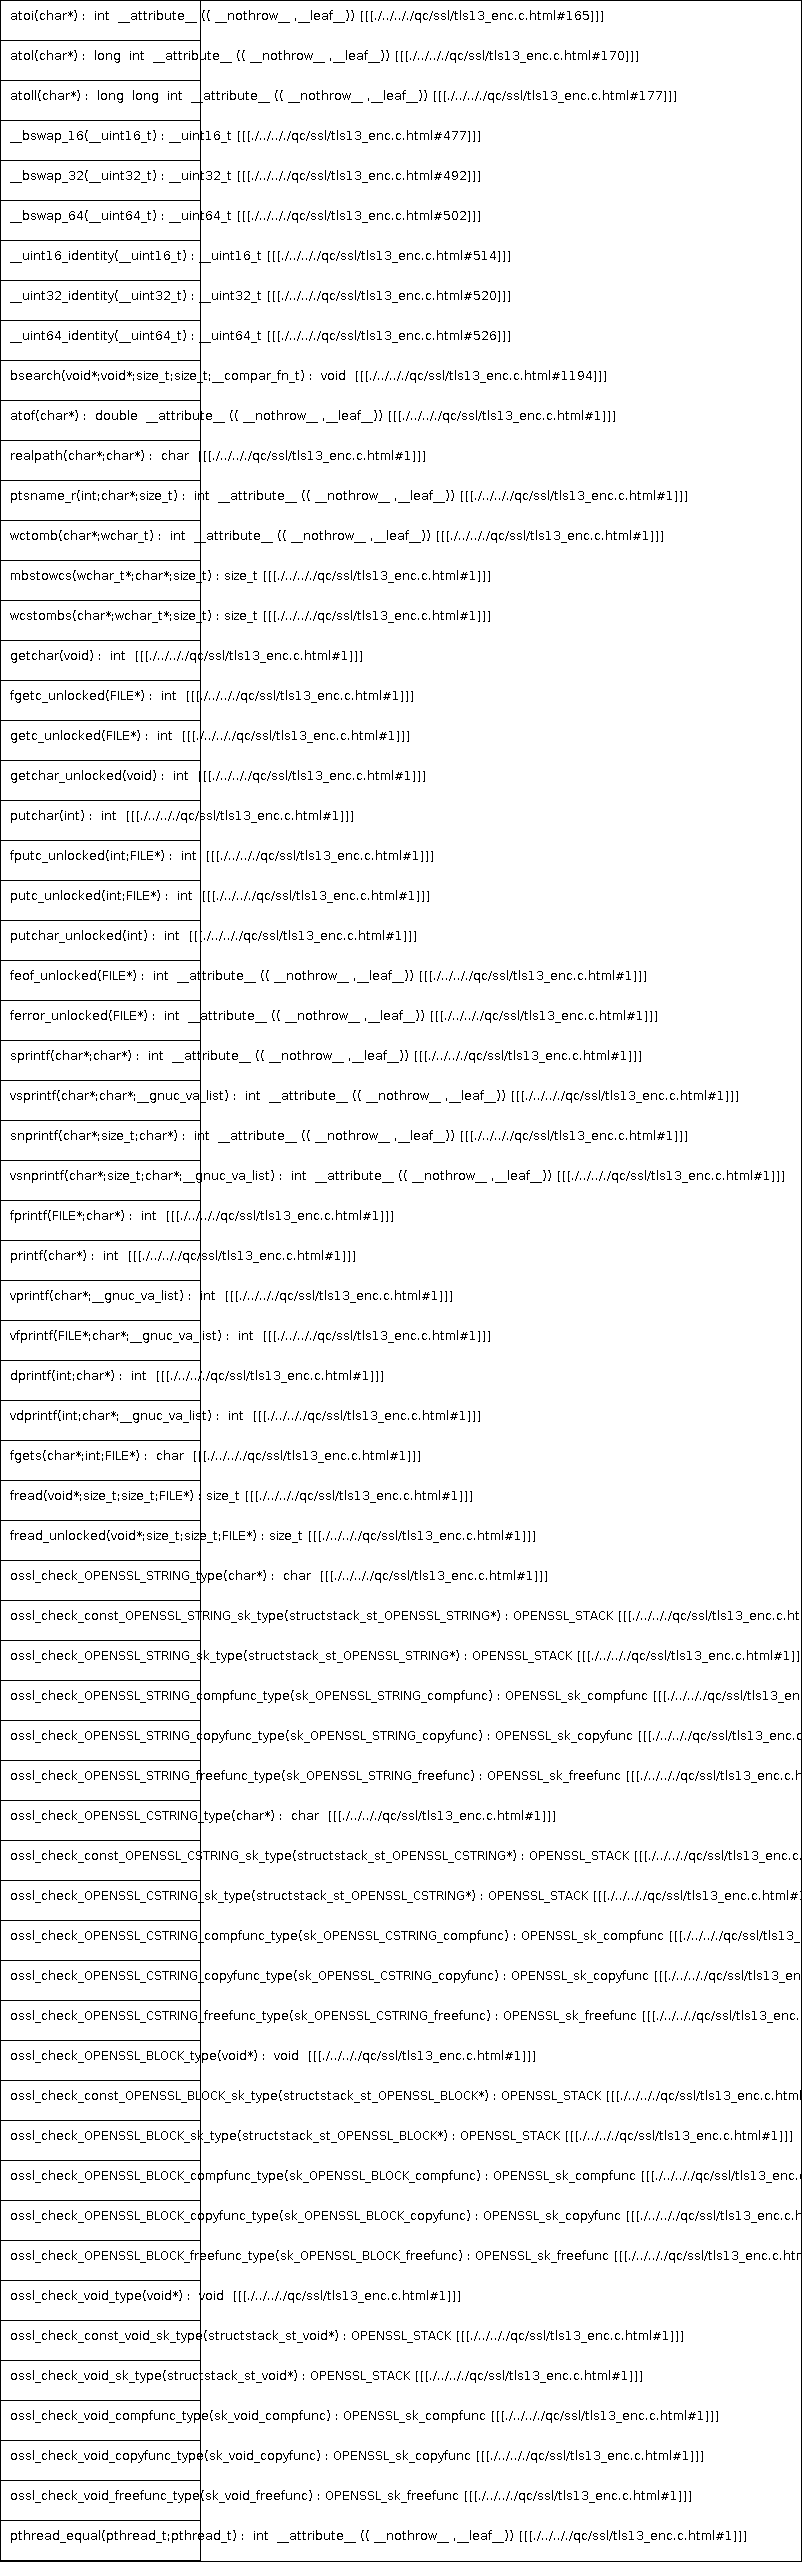 atoi(char*) : int __attribute__ (( __nothrow__ ,__leaf__)) [[[./../.././qc/ssl/tls13_enc.c.html#165]]]
atol(char*) : long int __attribute__ (( __nothrow__ ,__leaf__)) [[[./../.././qc/ssl/tls13_enc.c.html#170]]]
atoll(char*) : long long int __attribute__ (( __nothrow__ ,__leaf__)) [[[./../.././qc/ssl/tls13_enc.c.html#177]]]
__bswap_16(__uint16_t) : __uint16_t [[[./../.././qc/ssl/tls13_enc.c.html#477]]]
__bswap_32(__uint32_t) : __uint32_t [[[./../.././qc/ssl/tls13_enc.c.html#492]]]
__bswap_64(__uint64_t) : __uint64_t [[[./../.././qc/ssl/tls13_enc.c.html#502]]]
__uint16_identity(__uint16_t) : __uint16_t [[[./../.././qc/ssl/tls13_enc.c.html#514]]]
__uint32_identity(__uint32_t) : __uint32_t [[[./../.././qc/ssl/tls13_enc.c.html#520]]]
__uint64_identity(__uint64_t) : __uint64_t [[[./../.././qc/ssl/tls13_enc.c.html#526]]]
bsearch(void*;void*;size_t;size_t;__compar_fn_t) : void [[[./../.././qc/ssl/tls13_enc.c.html#1194]]]
atof(char*) : double __attribute__ (( __nothrow__ ,__leaf__)) [[[./../.././qc/ssl/tls13_enc.c.html#1]]]
realpath(char*;char*) : char [[[./../.././qc/ssl/tls13_enc.c.html#1]]]
ptsname_r(int;char*;size_t) : int __attribute__ (( __nothrow__ ,__leaf__)) [[[./../.././qc/ssl/tls13_enc.c.html#1]]]
wctomb(char*;wchar_t) : int __attribute__ (( __nothrow__ ,__leaf__)) [[[./../.././qc/ssl/tls13_enc.c.html#1]]]
mbstowcs(wchar_t*;char*;size_t) : size_t [[[./../.././qc/ssl/tls13_enc.c.html#1]]]
wcstombs(char*;wchar_t*;size_t) : size_t [[[./../.././qc/ssl/tls13_enc.c.html#1]]]
getchar(void) : int [[[./../.././qc/ssl/tls13_enc.c.html#1]]]
fgetc_unlocked(FILE*) : int [[[./../.././qc/ssl/tls13_enc.c.html#1]]]
getc_unlocked(FILE*) : int [[[./../.././qc/ssl/tls13_enc.c.html#1]]]
getchar_unlocked(void) : int [[[./../.././qc/ssl/tls13_enc.c.html#1]]]
putchar(int) : int [[[./../.././qc/ssl/tls13_enc.c.html#1]]]
fputc_unlocked(int;FILE*) : int [[[./../.././qc/ssl/tls13_enc.c.html#1]]]
putc_unlocked(int;FILE*) : int [[[./../.././qc/ssl/tls13_enc.c.html#1]]]
putchar_unlocked(int) : int [[[./../.././qc/ssl/tls13_enc.c.html#1]]]
feof_unlocked(FILE*) : int __attribute__ (( __nothrow__ ,__leaf__)) [[[./../.././qc/ssl/tls13_enc.c.html#1]]]
ferror_unlocked(FILE*) : int __attribute__ (( __nothrow__ ,__leaf__)) [[[./../.././qc/ssl/tls13_enc.c.html#1]]]
sprintf(char*;char*) : int __attribute__ (( __nothrow__ ,__leaf__)) [[[./../.././qc/ssl/tls13_enc.c.html#1]]]
vsprintf(char*;char*;__gnuc_va_list) : int __attribute__ (( __nothrow__ ,__leaf__)) [[[./../.././qc/ssl/tls13_enc.c.html#1]]]
snprintf(char*;size_t;char*) : int __attribute__ (( __nothrow__ ,__leaf__)) [[[./../.././qc/ssl/tls13_enc.c.html#1]]]
vsnprintf(char*;size_t;char*;__gnuc_va_list) : int __attribute__ (( __nothrow__ ,__leaf__)) [[[./../.././qc/ssl/tls13_enc.c.html#1]]]
fprintf(FILE*;char*) : int [[[./../.././qc/ssl/tls13_enc.c.html#1]]]
printf(char*) : int [[[./../.././qc/ssl/tls13_enc.c.html#1]]]
vprintf(char*;__gnuc_va_list) : int [[[./../.././qc/ssl/tls13_enc.c.html#1]]]
vfprintf(FILE*;char*;__gnuc_va_list) : int [[[./../.././qc/ssl/tls13_enc.c.html#1]]]
dprintf(int;char*) : int [[[./../.././qc/ssl/tls13_enc.c.html#1]]]
vdprintf(int;char*;__gnuc_va_list) : int [[[./../.././qc/ssl/tls13_enc.c.html#1]]]
fgets(char*;int;FILE*) : char [[[./../.././qc/ssl/tls13_enc.c.html#1]]]
fread(void*;size_t;size_t;FILE*) : size_t [[[./../.././qc/ssl/tls13_enc.c.html#1]]]
fread_unlocked(void*;size_t;size_t;FILE*) : size_t [[[./../.././qc/ssl/tls13_enc.c.html#1]]]
ossl_check_OPENSSL_STRING_type(char*) : char [[[./../.././qc/ssl/tls13_enc.c.html#1]]]
ossl_check_const_OPENSSL_STRING_sk_type(structstack_st_OPENSSL_STRING*) : OPENSSL_STACK [[[./../.././qc/ssl/tls13_enc.c.ht
ossl_check_OPENSSL_STRING_sk_type(structstack_st_OPENSSL_STRING*) : OPENSSL_STACK [[[./../.././qc/ssl/tls13_enc.c.html#1]]
ossl_check_OPENSSL_STRING_compfunc_type(sk_OPENSSL_STRING_compfunc) : OPENSSL_sk_compfunc [[[./../.././qc/ssl/tls13_en
ossl_check_OPENSSL_STRING_copyfunc_type(sk_OPENSSL_STRING_copyfunc) : OPENSSL_sk_copyfunc [[[./../.././qc/ssl/tls13_enc.
ossl_check_OPENSSL_STRING_freefunc_type(sk_OPENSSL_STRING_freefunc) : OPENSSL_sk_freefunc [[[./../.././qc/ssl/tls13_enc.c.h
ossl_check_OPENSSL_CSTRING_type(char*) : char [[[./../.././qc/ssl/tls13_enc.c.html#1]]]
ossl_check_const_OPENSSL_CSTRING_sk_type(structstack_st_OPENSSL_CSTRING*) : OPENSSL_STACK [[[./../.././qc/ssl/tls13_enc.c.
ossl_check_OPENSSL_CSTRING_sk_type(structstack_st_OPENSSL_CSTRING*) : OPENSSL_STACK [[[./../.././qc/ssl/tls13_enc.c.html#1
ossl_check_OPENSSL_CSTRING_compfunc_type(sk_OPENSSL_CSTRING_compfunc) : OPENSSL_sk_compfunc [[[./../.././qc/ssl/tls13_
ossl_check_OPENSSL_CSTRING_copyfunc_type(sk_OPENSSL_CSTRING_copyfunc) : OPENSSL_sk_copyfunc [[[./../.././qc/ssl/tls13_en
ossl_check_OPENSSL_CSTRING_freefunc_type(sk_OPENSSL_CSTRING_freefunc) : OPENSSL_sk_freefunc [[[./../.././qc/ssl/tls13_enc.
ossl_check_OPENSSL_BLOCK_type(void*) : void [[[./../.././qc/ssl/tls13_enc.c.html#1]]]
ossl_check_const_OPENSSL_BLOCK_sk_type(structstack_st_OPENSSL_BLOCK*) : OPENSSL_STACK [[[./../.././qc/ssl/tls13_enc.c.html
ossl_check_OPENSSL_BLOCK_sk_type(structstack_st_OPENSSL_BLOCK*) : OPENSSL_STACK [[[./../.././qc/ssl/tls13_enc.c.html#1]]]
ossl_check_OPENSSL_BLOCK_compfunc_type(sk_OPENSSL_BLOCK_compfunc) : OPENSSL_sk_compfunc [[[./../.././qc/ssl/tls13_enc.
ossl_check_OPENSSL_BLOCK_copyfunc_type(sk_OPENSSL_BLOCK_copyfunc) : OPENSSL_sk_copyfunc [[[./../.././qc/ssl/tls13_enc.c.h
ossl_check_OPENSSL_BLOCK_freefunc_type(sk_OPENSSL_BLOCK_freefunc) : OPENSSL_sk_freefunc [[[./../.././qc/ssl/tls13_enc.c.htm
ossl_check_void_type(void*) : void [[[./../.././qc/ssl/tls13_enc.c.html#1]]]
ossl_check_const_void_sk_type(structstack_st_void*) : OPENSSL_STACK [[[./../.././qc/ssl/tls13_enc.c.html#1]]]
ossl_check_void_sk_type(structstack_st_void*) : OPENSSL_STACK [[[./../.././qc/ssl/tls13_enc.c.html#1]]]
ossl_check_void_compfunc_type(sk_void_compfunc) : OPENSSL_sk_compfunc [[[./../.././qc/ssl/tls13_enc.c.html#1]]]
ossl_check_void_copyfunc_type(sk_void_copyfunc) : OPENSSL_sk_copyfunc [[[./../.././qc/ssl/tls13_enc.c.html#1]]]
ossl_check_void_freefunc_type(sk_void_freefunc) : OPENSSL_sk_freefunc [[[./../.././qc/ssl/tls13_enc.c.html#1]]]
pthread_equal(pthread_t;pthread_t) : int __attribute__ (( __nothrow__ ,__leaf__)) [[[./../.././qc/ssl/tls13_enc.c.html#1]]]